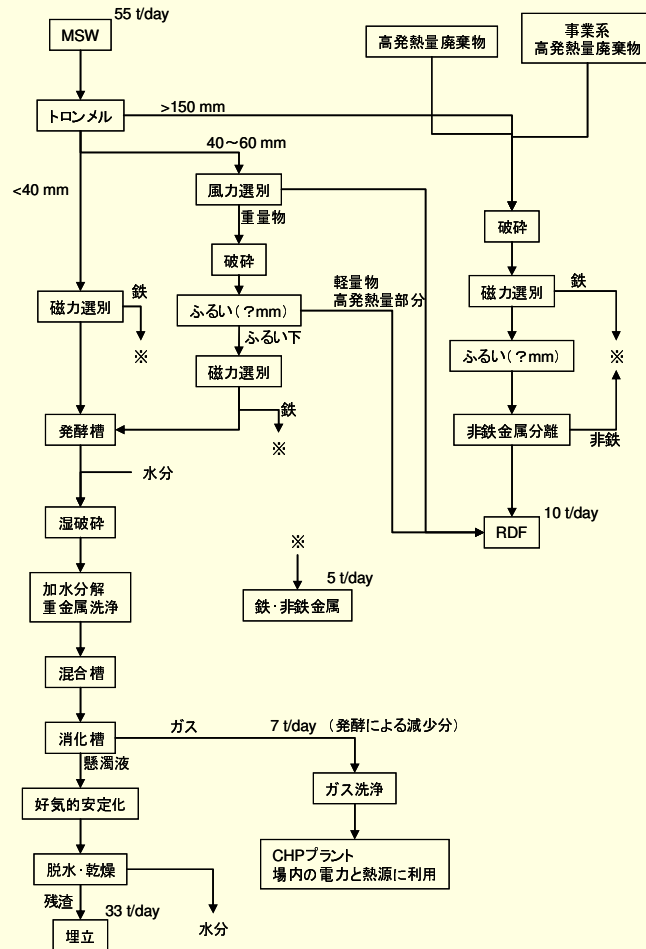 55 t/day
MSW
高発熱量廃棄物
事業系
高発熱量廃棄物
トロンメル
>150 mm
40～60 mm
<40 mm
風力選別
重量物
破砕
破砕
軽量物
高発熱量部分
鉄
磁力選別
ふるい(？mm)
磁力選別
鉄
※
ふるい下
ふるい(？mm)
※
磁力選別
鉄
※
発酵槽
非鉄金属分離
非鉄
水分
10 t/day
RDF
湿破砕
※
5 t/day
鉄・非鉄金属
加水分解
重金属洗浄
混合槽
消化槽
ガス
7 t/day （発酵による減少分）
懸濁液
ガス洗浄
好気的安定化
CHPプラント
場内の電力と熱源に利用
脱水・乾燥
残渣
33 t/day
水分
埋立